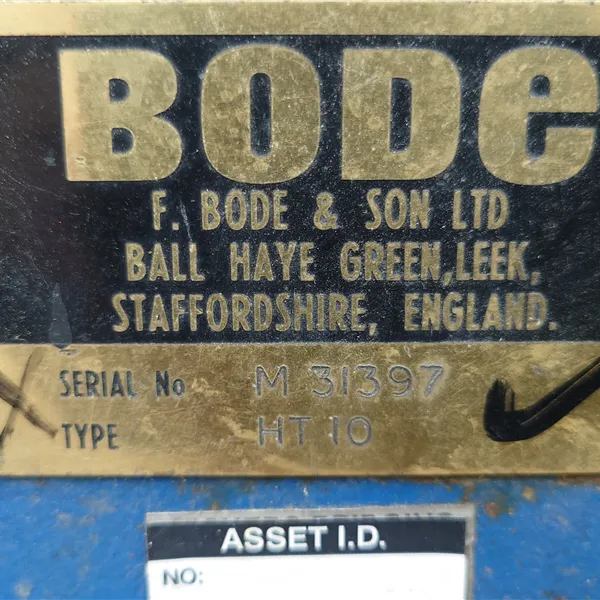 BODe
F. BODE & SON LTD
BALL HAYE GREEN, LEEK,
STAFFORDSHIRE, ENGLAND.
SERIAL No M 31397
TYPE HT 10
ASSET I.D.
NO: